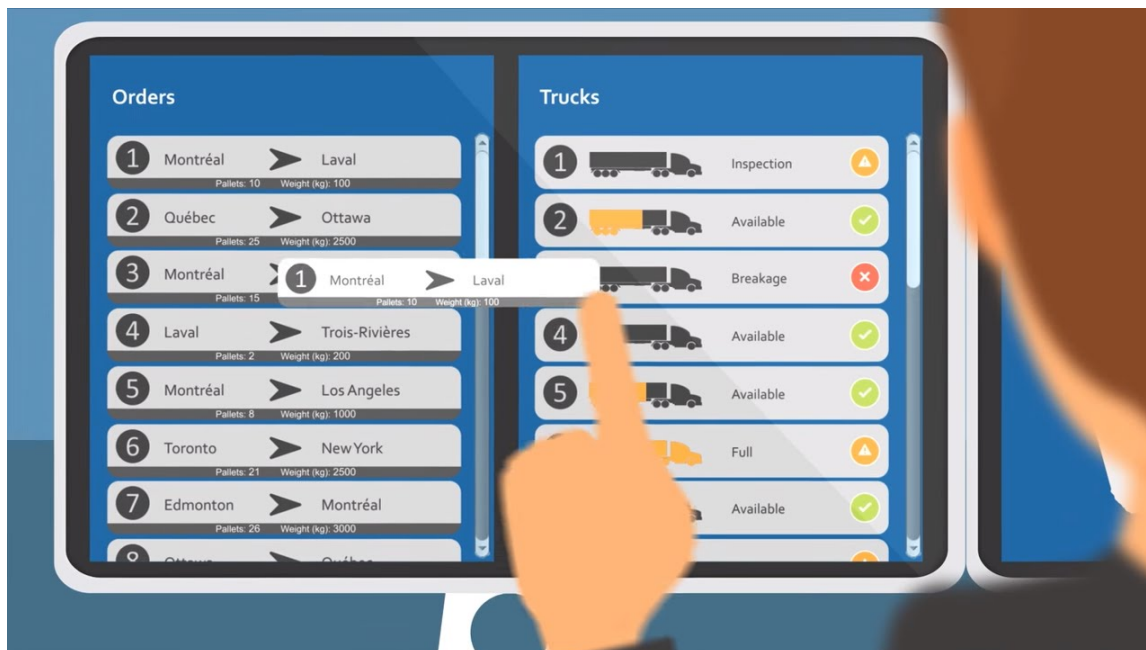 Orders
1 Montréal Laval
Pallets: 10 Weight (kg): 100
2 Québec Ottawa
Pallets: 25 Weight (kg): 2500
3 Montréal
Pallets: 15
1 Montréal Laval
Pallets: 10 Weight (kg): 100
4 Laval Trois-Rivières
Pallets: 2 Weight (kg): 200
5 Montréal Los Angeles
Pallets: 8 Weight (kg): 1000
6 Toronto New York
Pallets: 21 Weight (kg): 2500
7 Edmonton Montréal
Pallets: 26 Weight (kg): 3000
Trucks
1 Inspection
2 Available
Breakage
4 Available
5 Available
Full
Available